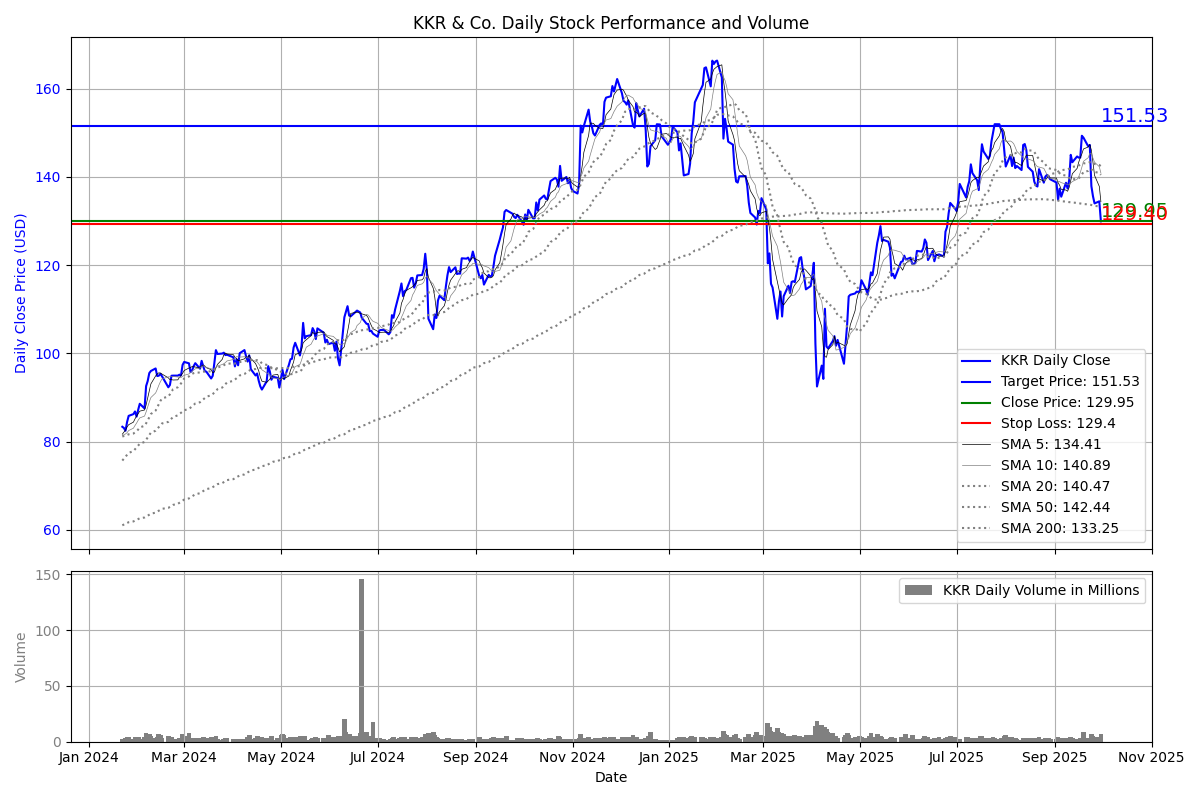 KKR & Co. Daily Stock Performance and Volume
Daily Close Price (USD)
160
140
120
100
80
60
151.53
129.95
129.40
KKR Daily Close
Target Price: 151.53
Close Price: 129.95
Stop Loss: 129.4
SMA 5: 134.41
SMA 10: 140.89
SMA 20: 140.47
SMA 50: 142.44
SMA 200: 133.25
Volume
150
100
50
0
KKR Daily Volume in Millions
Jan 2024 Mar 2024 May 2024 Jul 2024 Sep 2024 Nov 2024 Jan 2025 Mar 2025 May 2025 Jul 2025 Sep 2025 Nov 2025
Date